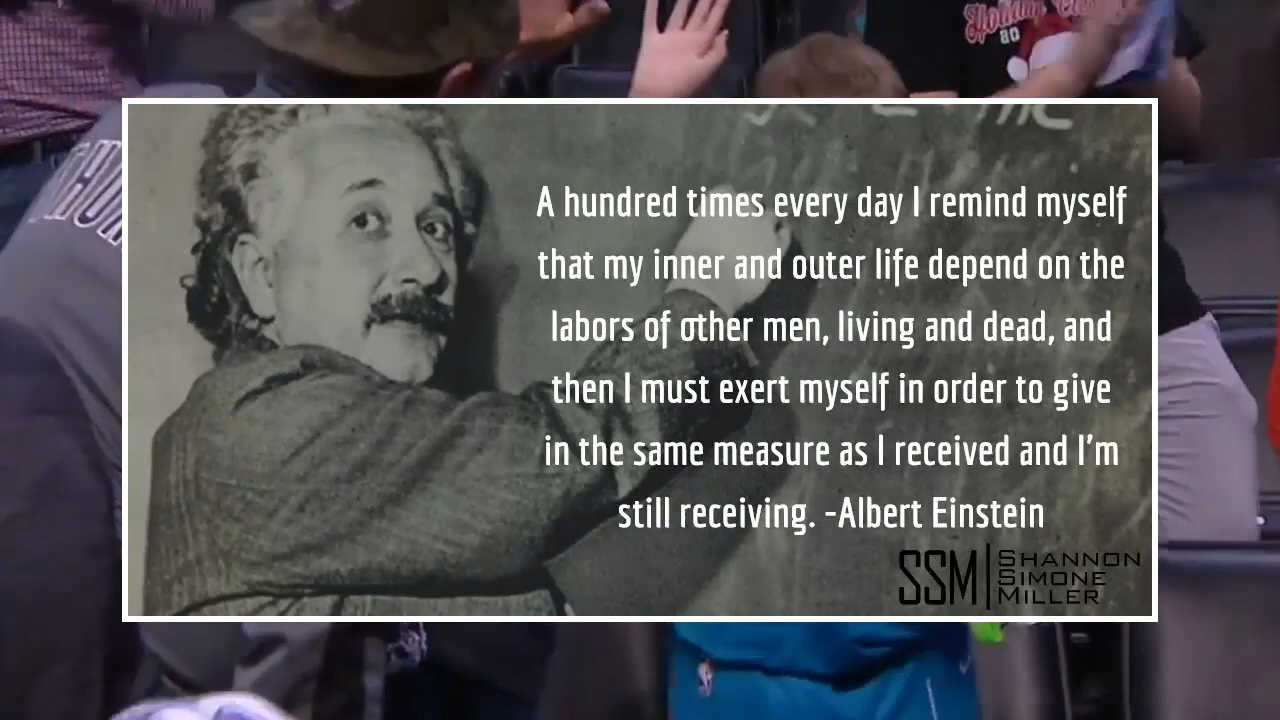 Holiday
20
A hundred times every day I remind myself
that my inner and outer life depend on the
labors of other men, living and dead, and
then I must exert myself in order to give
in the same measure as I received and I'm
still receiving. -Albert Einstein
SSM
SHANNON
SIMONE
MILLER